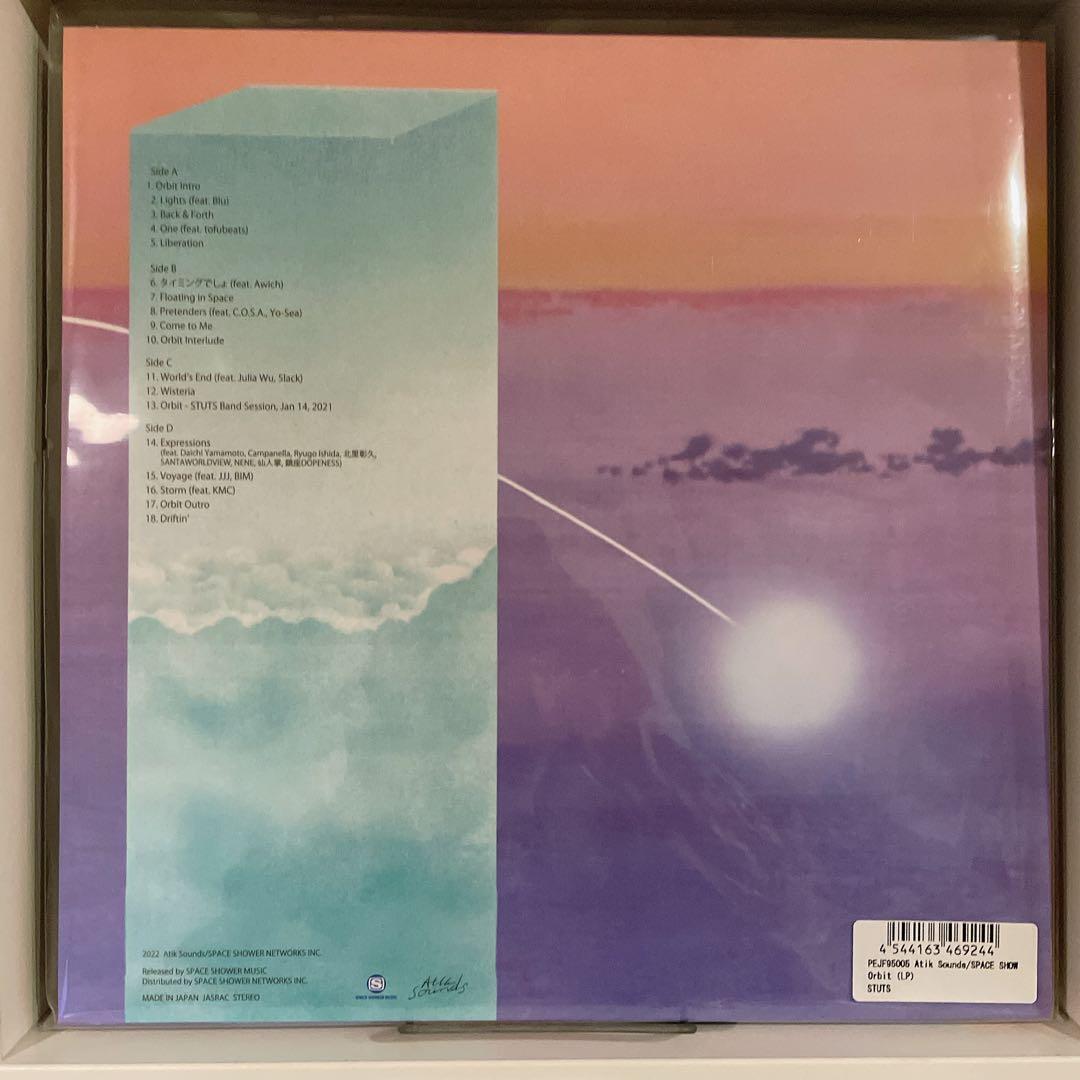 Side A
1. Orbit Intro
2. Lights (feat. Blu)
3. Back & Forth
4. One (feat. tofubeats)
5. Liberation
Side B
6. タイミングでしょ (feat. Awich)
7. Floating in Space
8. Pretenders (feat. C.O.S.A., Yo-Sea)
9. Come to Me
10. Orbit Interlude
Side C
11. World's End (feat. Julia Wu, 5lack)
12. Wisteria
13. Orbit - STUTS Band Session, Jan 14, 2021
Side D
14. Expressions
(feat. Daichi Yamamoto, Campanella, Ryugo Ishida, 北里彰久,
SANTAWORLDVIEW, NENE, 仙人掌, 鎮座DOPENESS)
15. Voyage (feat. JJJ, BIM)
16. Storm (feat. KMC)
17. Orbit Outro
18. Driftin'
2022 Atik Sounds/SPACE SHOWER NETWORKS INC.
Released by SPACE SHOWER MUSIC
Distributed by SPACE SHOWER NETWORKS INC.
MADE IN JAPAN JASRAC STEREO
S
SPACE SHOWER MUSIC
Atik Sounds
4 544163 469244
PEJF95005 Atik Sounds/SPACE SHOW
Orbit (LP)
STUTS